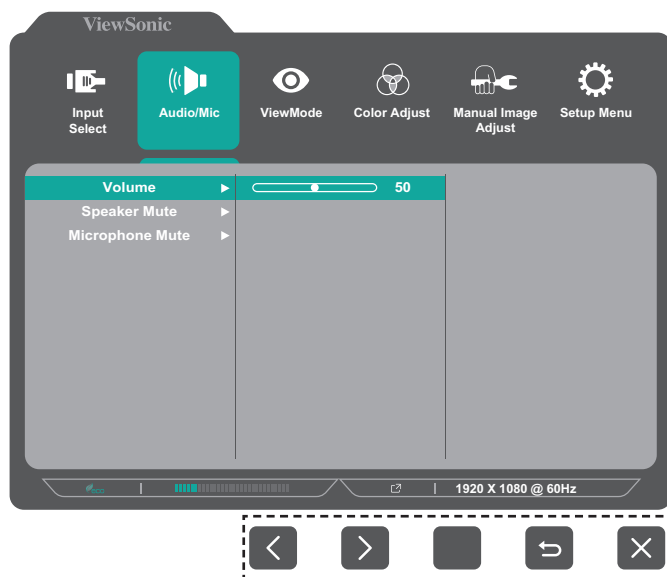 ViewSonic
Input Select
Audio/Mic
ViewMode
Color Adjust
Manual Image Adjust
Setup Menu
Volume 50
Speaker Mute
Microphone Mute
eco
1920 X 1080 @ 60Hz